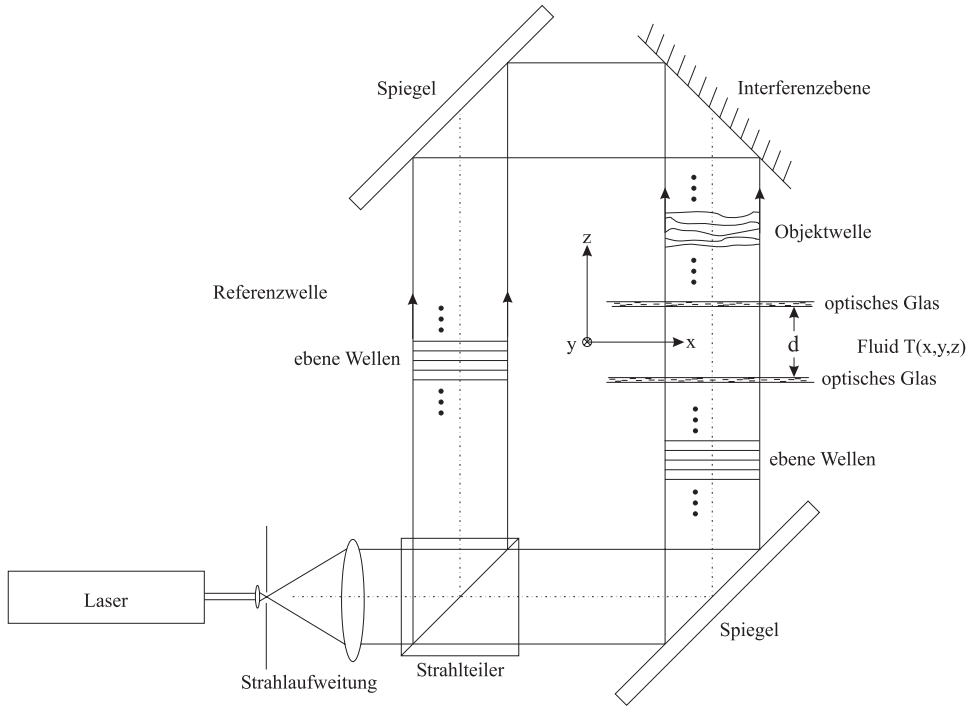 Spiegel
Interferenzebene
Objektwelle
z
Referenzwelle
optisches Glas
y
x
d
Fluid T(x,y,z)
ebene Wellen
optisches Glas
ebene Wellen
Laser
Spiegel
Strahlteiler
Strahlaufweitung